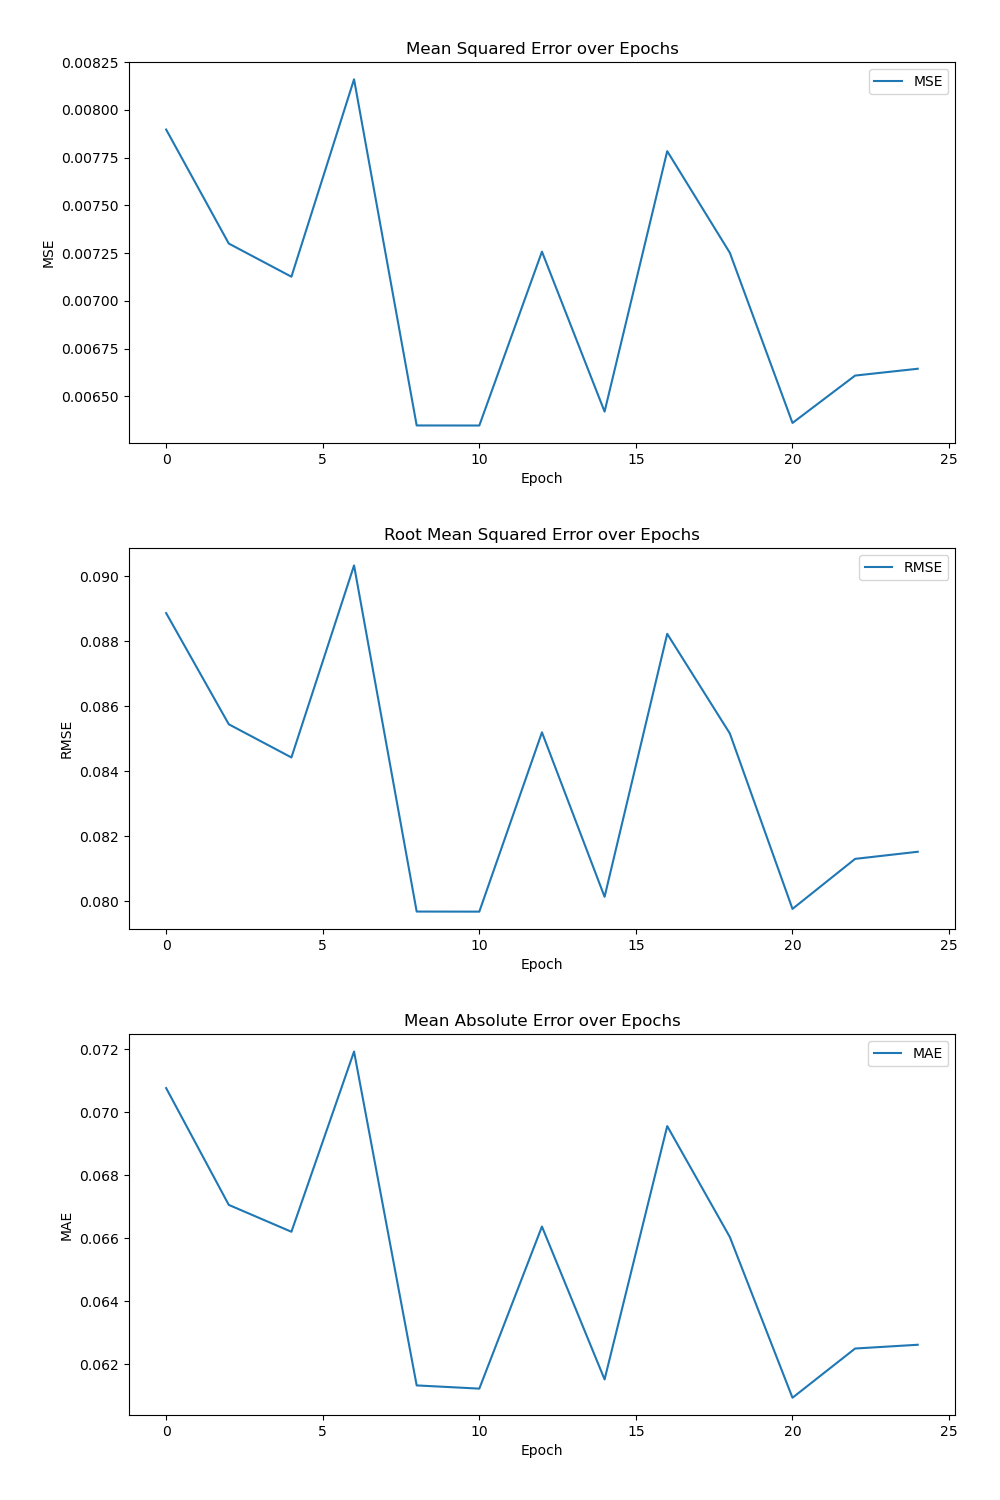 Mean Squared Error over Epochs
0.00825
0.00800
0.00775
0.00750
0.00725
0.00700
0.00675
0.00650
MSE
MSE
0 5 10 15 20 25
Epoch
Root Mean Squared Error over Epochs
0.090
0.088
0.086
0.084
0.082
0.080
RMSE
RMSE
0 5 10 15 20 25
Epoch
Mean Absolute Error over Epochs
0.072
0.070
0.068
0.066
0.064
0.062
MAE
MAE
0 5 10 15 20 25
Epoch